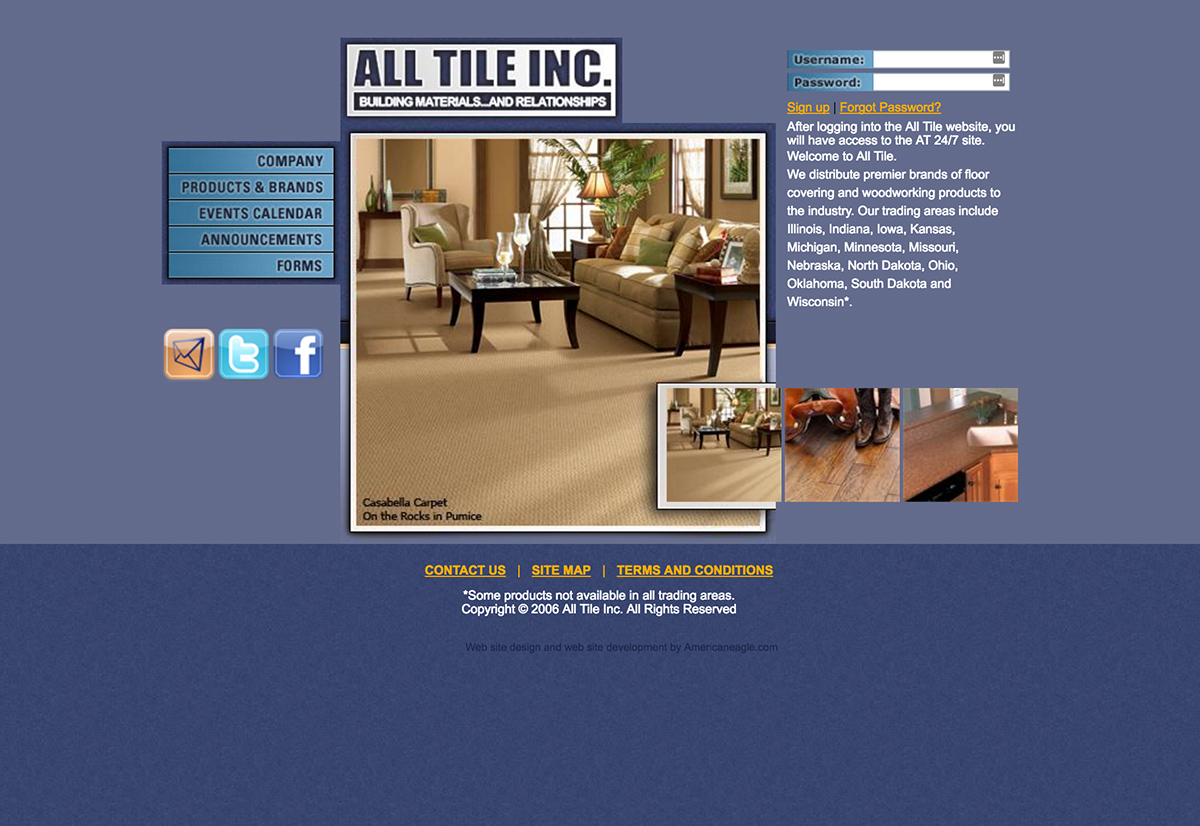 ALL TILE INC.
BUILDING MATERIALS...AND RELATIONSHIPS
Username:
Password:
Sign up | Forgot Password?
After logging into the All Tile website, you
will have access to the AT 24/7 site.
Welcome to All Tile.
We distribute premier brands of floor
covering and woodworking products to
the industry. Our trading areas include
Illinois, Indiana, Iowa, Kansas,
Michigan, Minnesota, Missouri,
Nebraska, North Dakota, Ohio,
Oklahoma, South Dakota and
Wisconsin*.
COMPANY
PRODUCTS & BRANDS
EVENTS CALENDAR
ANNOUNCEMENTS
FORMS
Casabella Carpet
On the Rocks in Pumice
CONTACT US | SITE MAP | TERMS AND CONDITIONS
*Some products not available in all trading areas.
Copyright © 2006 All Tile Inc. All Rights Reserved
Web site design and web site development by Americaneagle.com